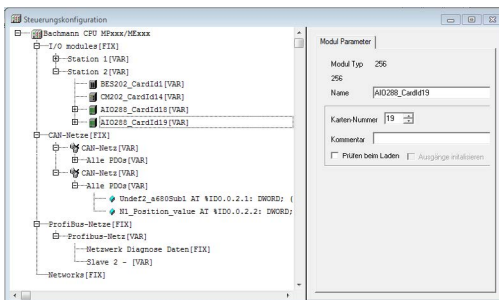 Steuerungskonfiguration
Bachmann CPU MPxxx/MExxx
I/O modules[FIX]
Station 1[VAR]
Station 2[VAR]
BES202_CardId1[VAR]
CM202_CardId14[VAR]
AIO288_CardId18[VAR]
AIO288_CardId19[VAR]
CAN-Netze[FIX]
CAN-Netz[VAR]
Alle PDOs[VAR]
CAN-Netz[VAR]
Alle PDOs[VAR]
Undef2_a680Sub1 AT %ID0.0.2.1: DWORD; (
N1_Position_value AT %ID0.0.2.2: DWORD;
ProfiBus-Netze[FIX]
Profibus-Netz[VAR]
Netzwerk Diagnose Daten[FIX]
Slave 2 - [VAR]
Networks[FIX]
Modul Parameter
Modul Typ 256
256
Name AIO288_CardId19
Karten-Nummer 19
Kommentar
Prüfen beim Laden Ausgänge initialisieren